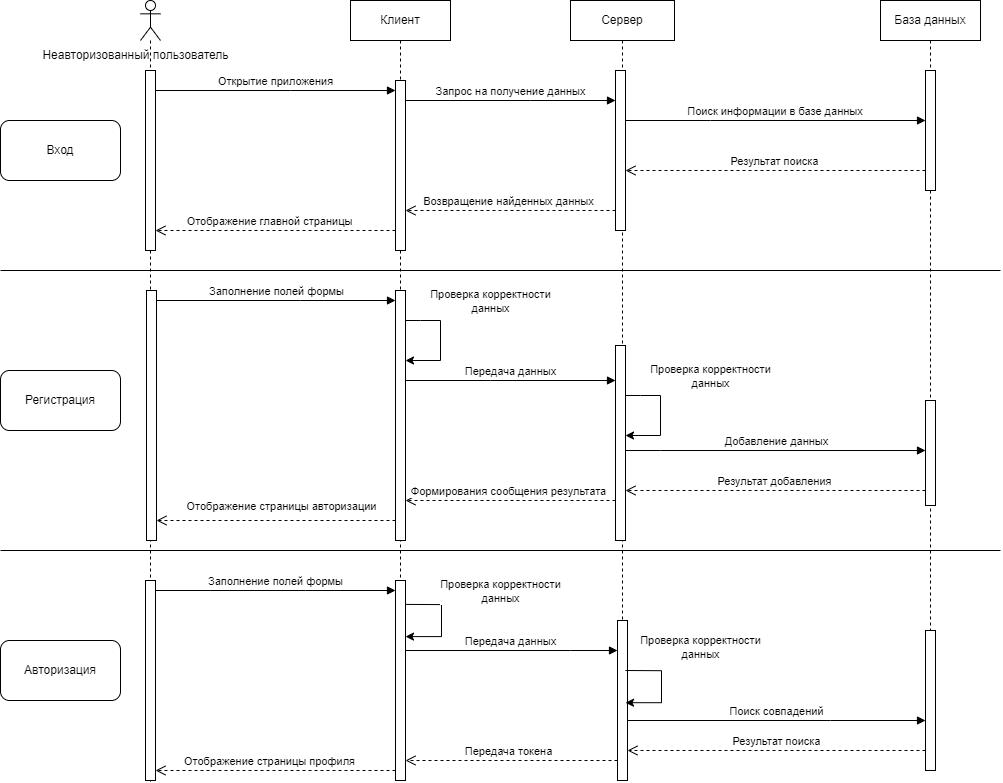 Клиент
Сервер
База данных
Неавторизованный пользователь
Открытие приложения
Запрос на получение данных
Поиск информации в базе данных
Вход
Результат поиска
Возвращение найденных данных
Отображение главной страницы
Заполнение полей формы
Проверка корректности
данных
Передача данных
Проверка корректности
данных
Регистрация
Добавление данных
Результат добавления
Формирования сообщения результата
Отображение страницы авторизации
Заполнение полей формы
Проверка корректности
данных
Передача данных
Проверка корректности
данных
Авторизация
Поиск совпадений
Результат поиска
Передача токена
Отображение страницы профиля